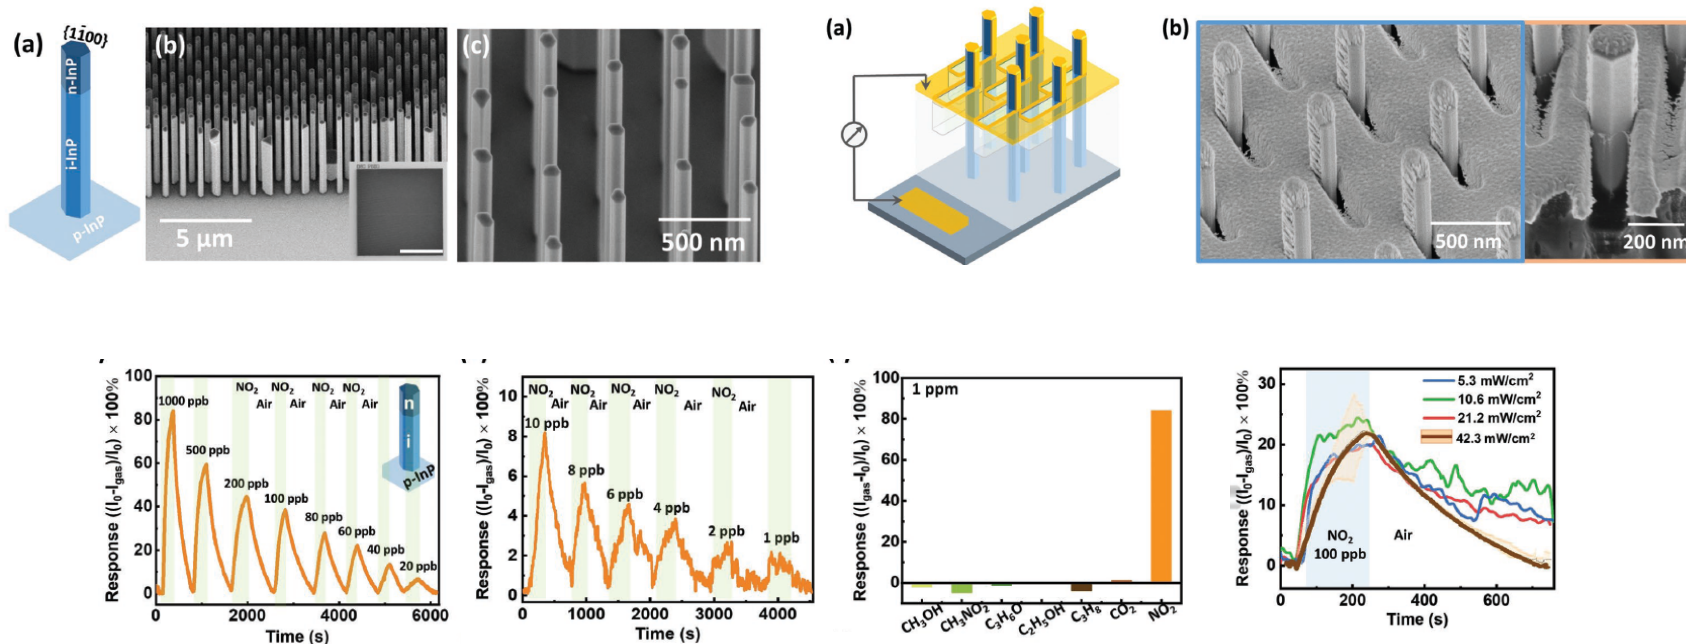 (a)
{11̄00}
n-InP
i-InP
p-InP
(b)
5 μm
(c)
500 nm
(a)
(b)
500 nm
200 nm
Response ((I₀-I_gas)/I₀) × 100%
100
80
60
40
20
0
1000 ppb
500 ppb
200 ppb
100 ppb
80 ppb
60 ppb
40 ppb
20 ppb
NO₂ NO₂ NO₂ NO₂
Air Air Air Air
n
i
p-InP
0 2000 4000 6000
Time (s)
Response ((I₀-I_gas)/I₀) × 100%
10
8
6
4
2
0
NO₂ NO₂ NO₂ NO₂ NO₂
Air Air Air Air Air
10 ppb
8 ppb
6 ppb
4 ppb
2 ppb
1 ppb
0 1000 2000 3000 4000
Time (s)
Response ((I_gas-I₀)/I₀) × 100%
100
80
60
40
20
0
1 ppm
CH₃OH
CH₃NO₂
C₃H₆O
C₂H₅OH
C₃H₈
CO₂
NO₂
Response ((I₀-I_gas)/I₀) × 100%
30
20
10
0
5.3 mW/cm²
10.6 mW/cm²
21.2 mW/cm²
42.3 mW/cm²
NO₂
100 ppb
Air
0 200 400 600
Time (s)